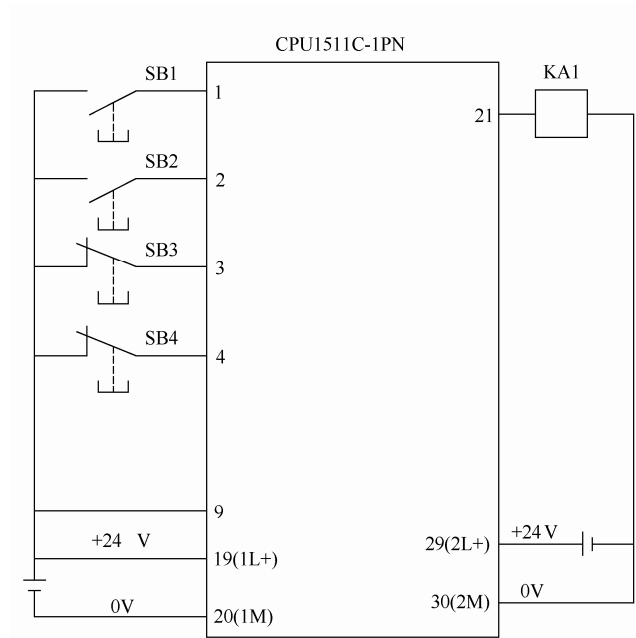 CPU1511C-1PN
SB1
KA1
1
21
SB2
2
SB3
3
SB4
4
9
+24 V
+24 V
29(2L+)
19(1L+)
0V
30(2M)
0V
20(1M)